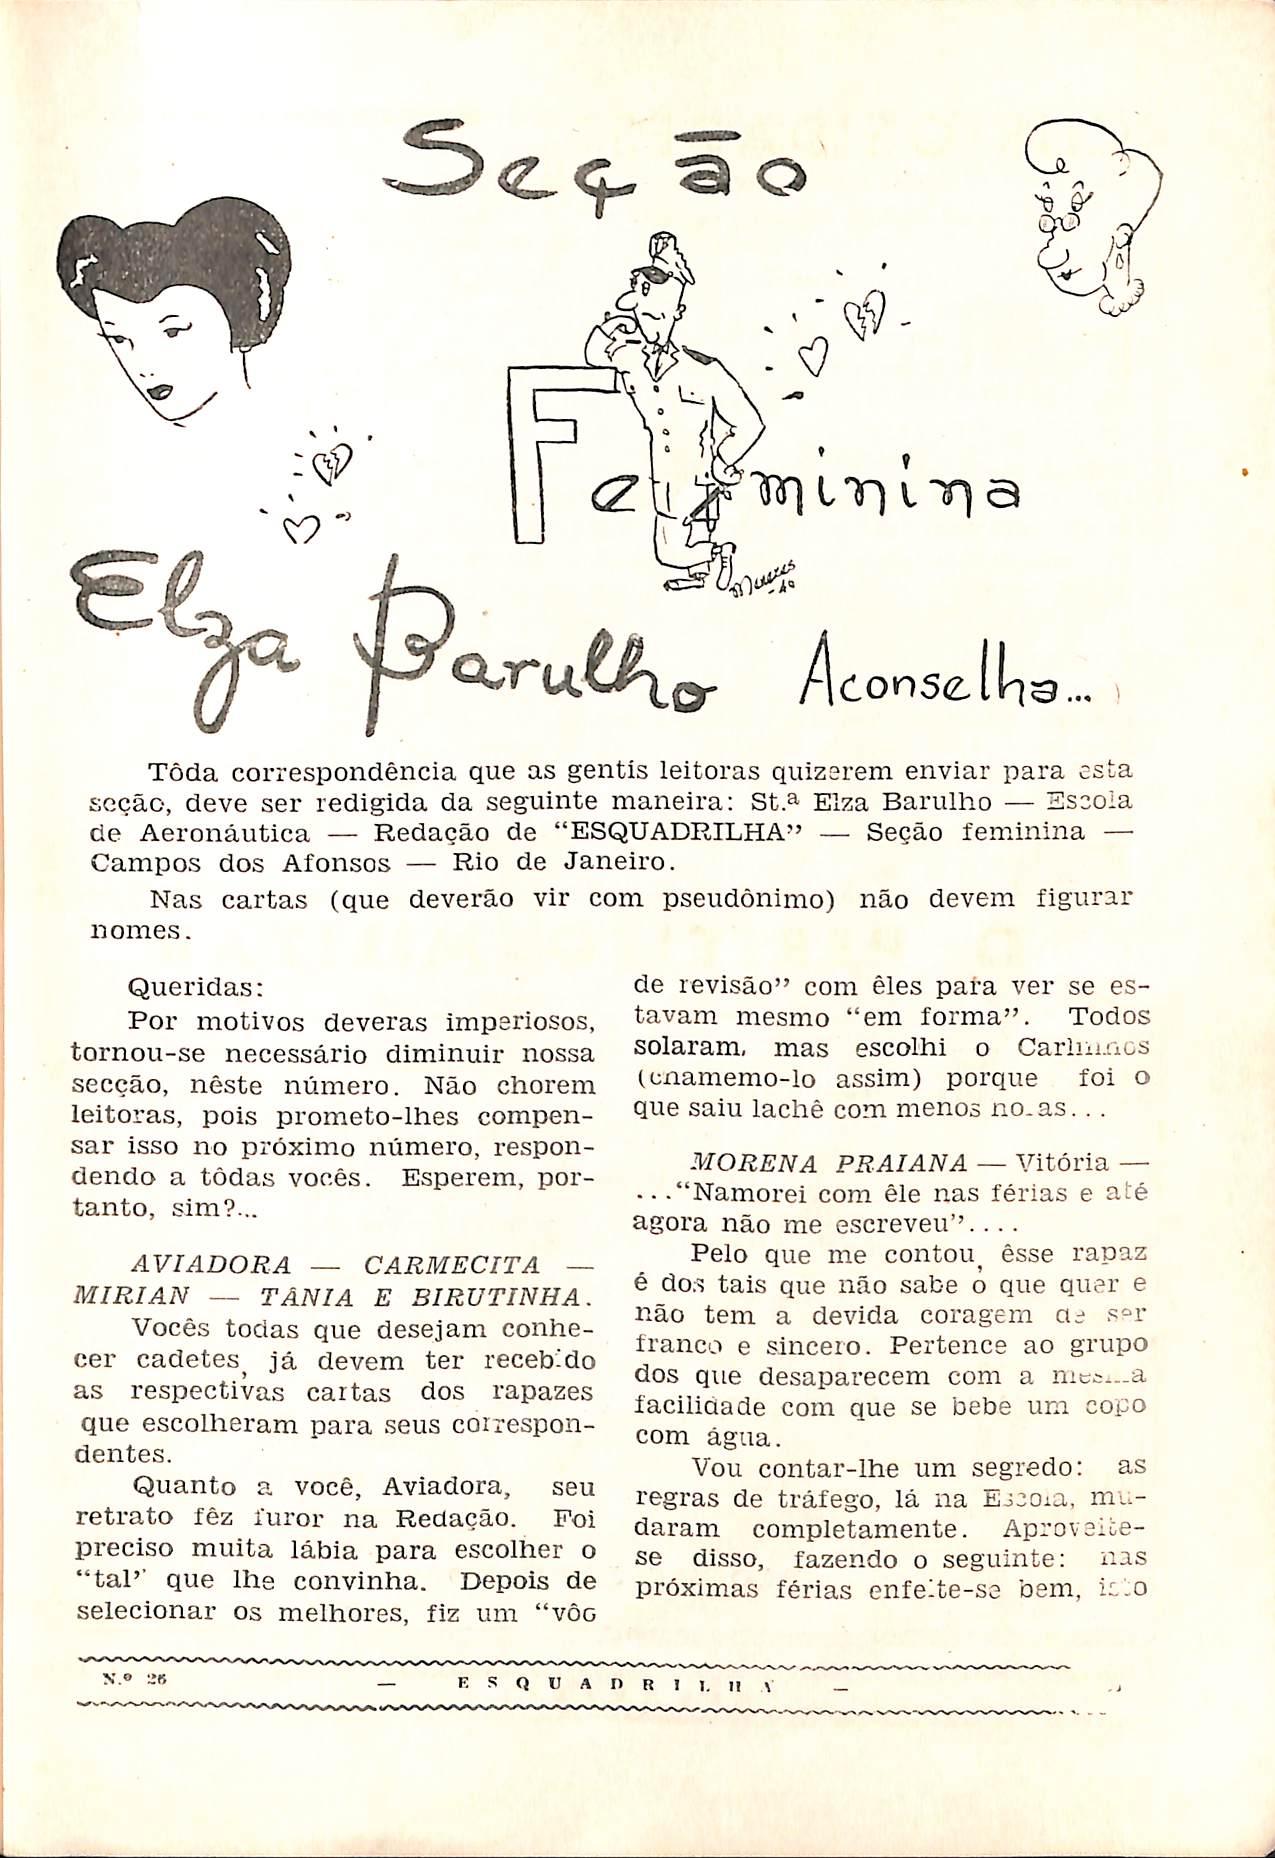 Seção
Feminina
Menezes
-49
Elza Barulho Aconselha...
Tôda correspondência que as gentís leitoras quizerem enviar para esta
seção, deve ser redigida da seguinte maneira: St.ª Elza Barulho — Escola
de Aeronáutica — Redação de “ESQUADRILHA” — Seção feminina —
Campos dos Afonsos — Rio de Janeiro.
Nas cartas (que deverão vir com pseudônimo) não devem figurar
nomes.
Queridas:
Por motivos deveras imperiosos,
tornou-se necessário diminuir nossa
secção, nêste número. Não chorem
leitoras, pois prometo-lhes compen-
sar isso no próximo número, respon-
dendo a tôdas vocês. Esperem, por-
tanto, sim?...
AVIADORA — CARMECITA —
MIRIAN — TÂNIA E BIRUTINHA.
Vocês todas que desejam conhe-
cer cadetes, já devem ter recebido
as respectivas cartas dos rapazes
que escolheram para seus correspon-
dentes.
Quanto a você, Aviadora, seu
retrato fêz furor na Redação. Foi
preciso muita lábia para escolher o
“tal” que lhe convinha. Depois de
selecionar os melhores, fiz um “vôo
de revisão” com êles para ver se es-
tavam mesmo “em forma”. Todos
solaram, mas escolhi o Carlinhos
(chamemo-lo assim) porque foi o
que saiu lachê com menos notas...
MORENA PRAIANA — Vitória —
...“Namorei com êle nas férias e até
agora não me escreveu”....
Pelo que me contou, êsse rapaz
é dos tais que não sabe o que quer e
não tem a devida coragem de ser
franco e sincero. Pertence ao grupo
dos que desaparecem com a mesma
facilidade com que se bebe um copo
com água.
Vou contar-lhe um segredo: as
regras de tráfego, lá na Escola, mu-
daram completamente. Aproveite-
se disso, fazendo o seguinte: nas
próximas férias enfeite-se bem, isto
N.º 26 — ESQUADRILHA —